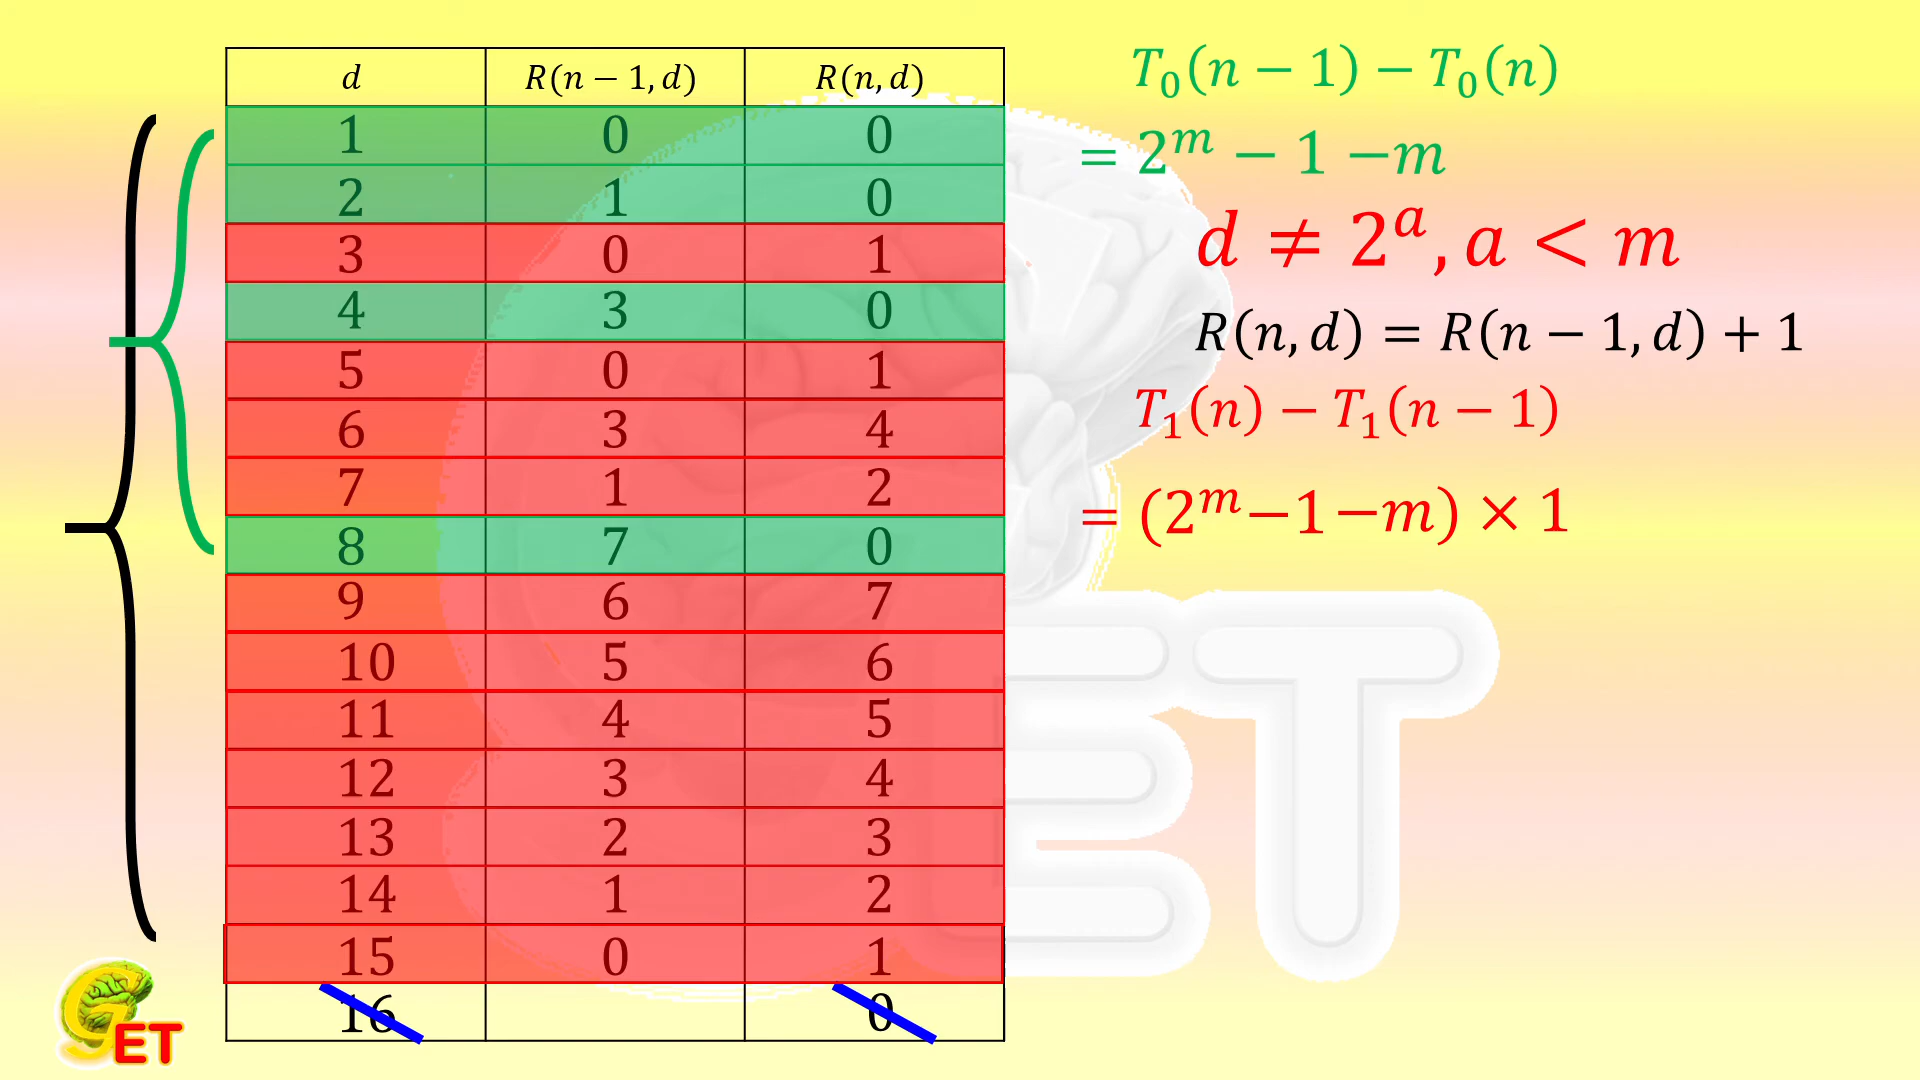 d R(n − 1, d) R(n, d)
1 0 0
2 1 0
3 0 1
4 3 0
5 0 1
6 3 4
7 1 2
8 7 0
9 6 7
10 5 6
11 4 5
12 3 4
13 2 3
14 1 2
15 0 1
16 0
T₀(n − 1) − T₀(n)
= 2ᵐ − 1 −m
d ≠ 2ᵃ, a < m
R(n, d) = R(n − 1, d) + 1
T₁(n) − T₁(n − 1)
= (2ᵐ−1−m) × 1
ET
GET